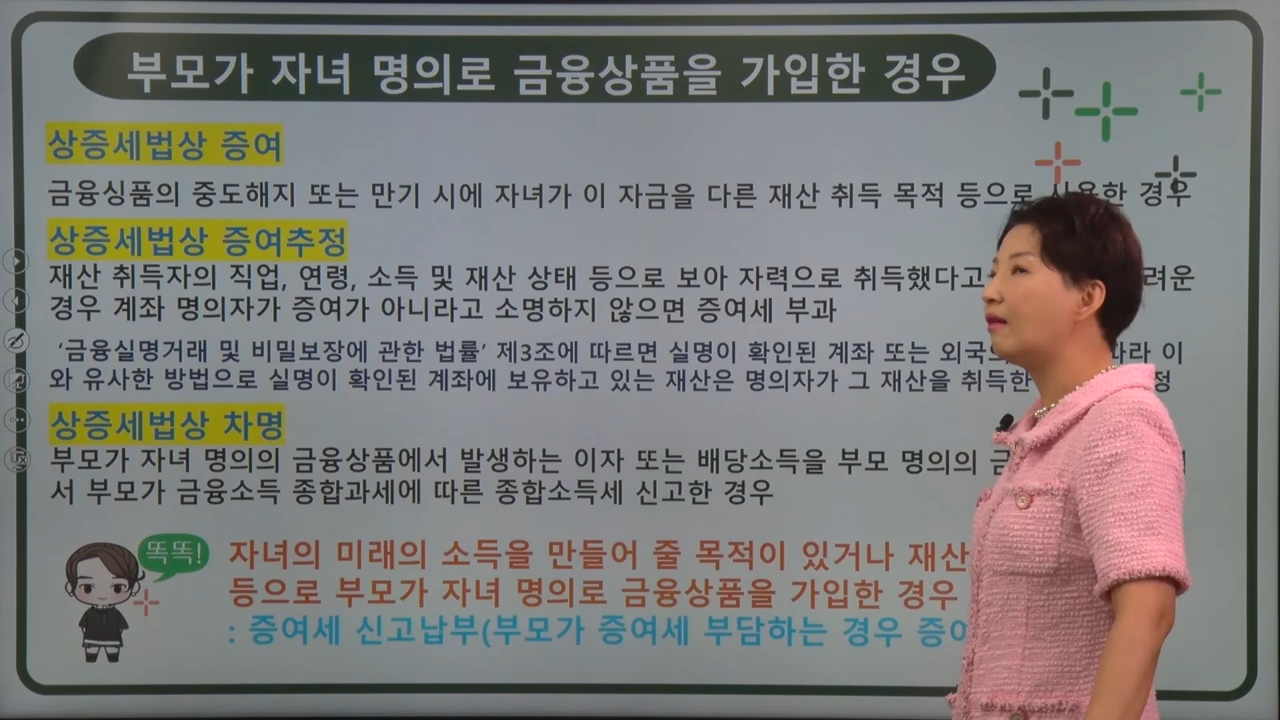 부모가 자녀 명의로 금융상품을 가입한 경우
상증세법상 증여
금융싱품의 중도해지 또는 만기 시에 자녀가 이 자금을 다른 재산 취득 목적 등으로 사용한 경우
상증세법상 증여추정
재산 취득자의 직업, 연령, 소득 및 재산 상태 등으로 보아 자력으로 취득했다고
경우 계좌 명의자가 증여가 아니라고 소명하지 않으면 증여세 부과
‘금융실명거래 및 비밀보장에 관한 법률’ 제3조에 따르면 실명이 확인된 계좌 또는 이
와 유사한 방법으로 실명이 확인된 계좌에 보유하고 있는 재산은 명의자가 그 재산을 취득한
상증세법상 차명
부모가 자녀 명의의 금융상품에서 발생하는 이자 또는 배당소득을 부모 명의의
서 부모가 금융소득 종합과세에 따른 종합소득세 신고한 경우
똑똑!
자녀의 미래의 소득을 만들어 줄 목적이 있거나 재산
등으로 부모가 자녀 명의로 금융상품을 가입한 경우
: 증여세 신고납부(부모가 증여세 부담하는 경우